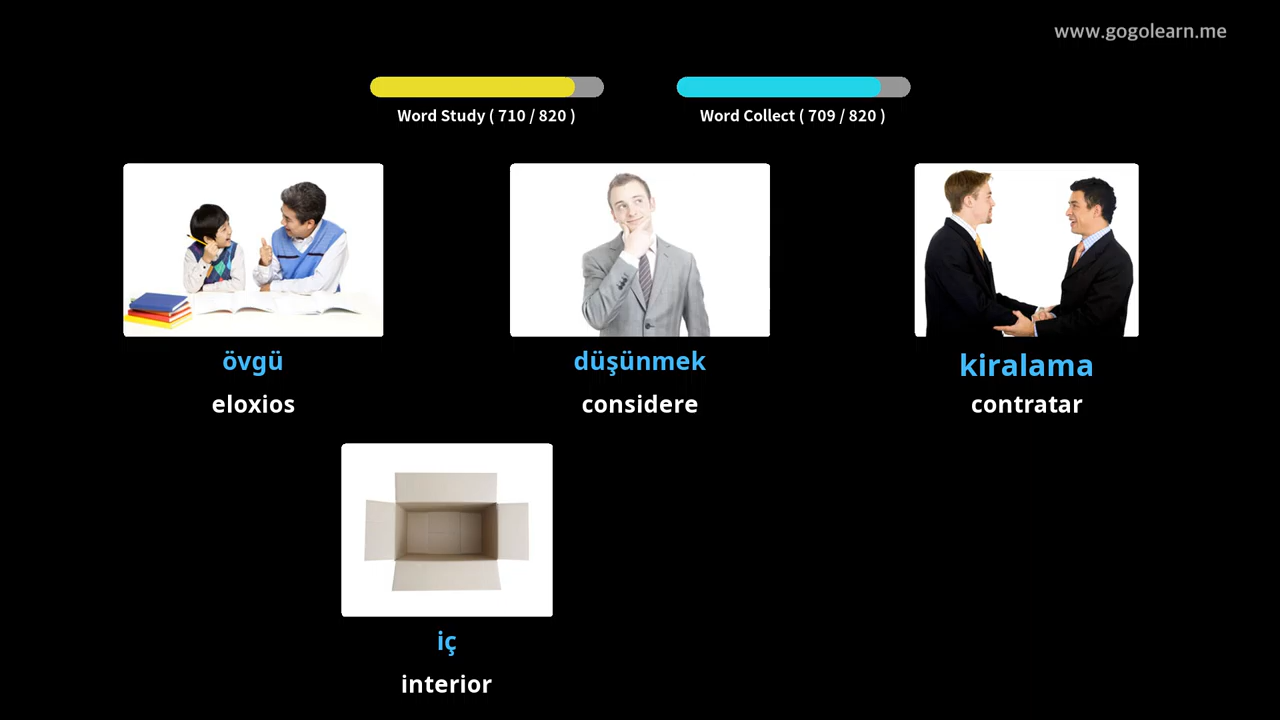 www.gogolearn.me
Word Study ( 710 / 820 )
Word Collect ( 709 / 820 )
övgü
düşünmek
kiralama
eloxios
considere
contratar
iç
interior